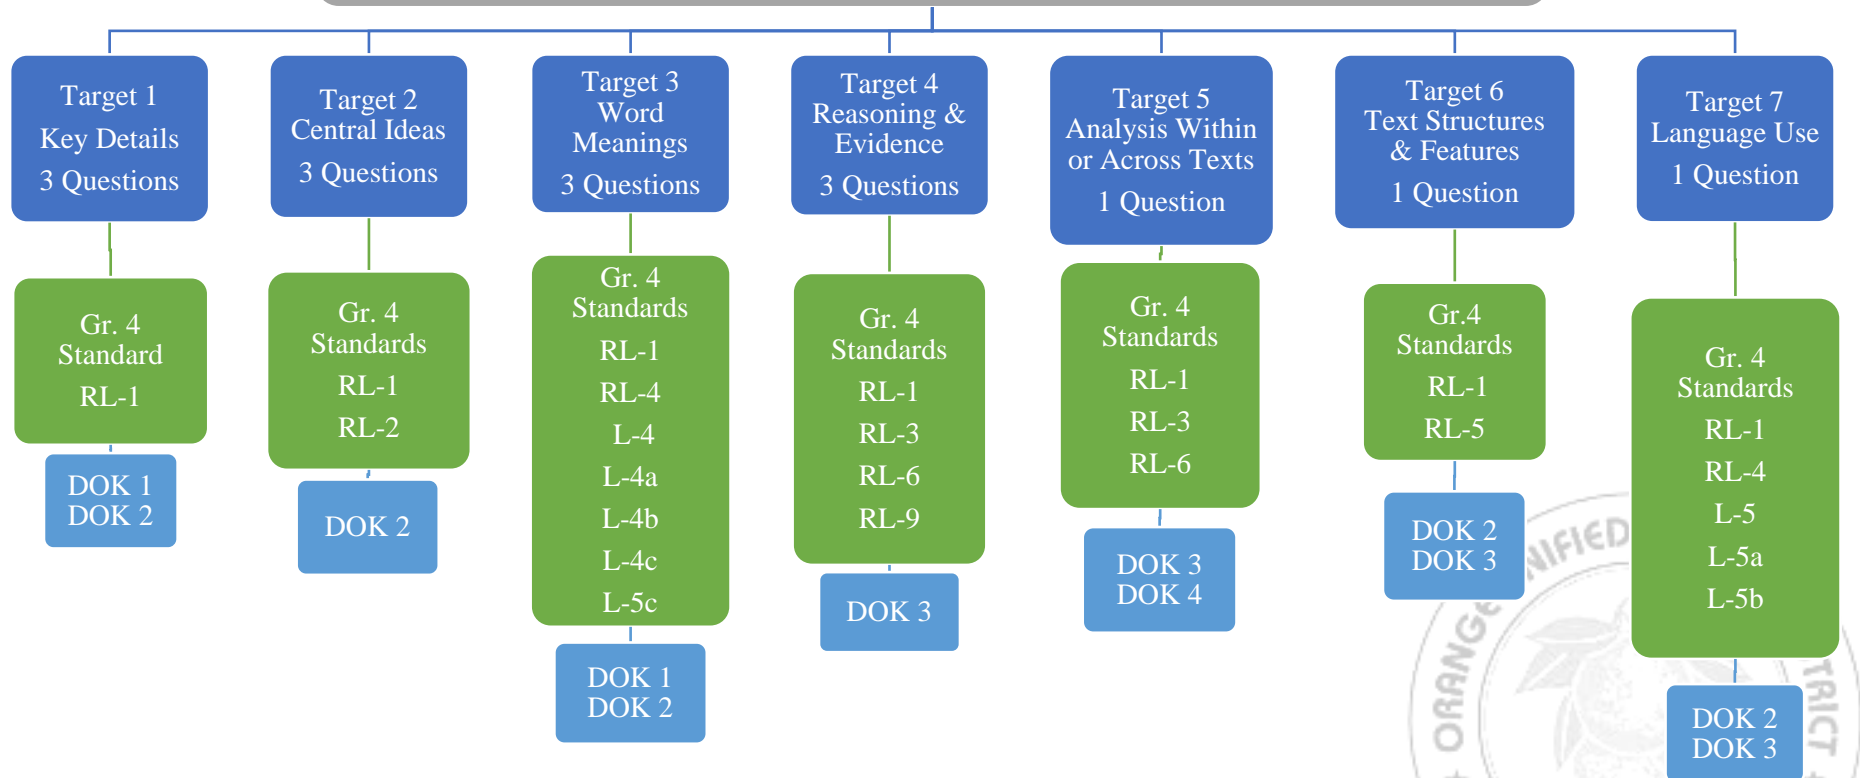 Target 1
Key Details
3 Questions
Target 2
Central Ideas
3 Questions
Target 3
Word
Meanings
3 Questions
Target 4
Reasoning &
Evidence
3 Questions
Target 5
Analysis Within
or Across Texts
1 Question
Target 6
Text Structures
& Features
1 Question
Target 7
Language Use
1 Question
Gr. 4
Standard
RL-1
Gr. 4
Standards
RL-1
RL-2
Gr. 4
Standards
RL-1
RL-4
L-4
L-4a
L-4b
L-4c
L-5c
Gr. 4
Standards
RL-1
RL-3
RL-6
RL-9
Gr. 4
Standards
RL-1
RL-3
RL-6
Gr.4
Standards
RL-1
RL-5
Gr. 4
Standards
RL-1
RL-4
L-5
L-5a
L-5b
DOK 1
DOK 2
DOK 2
DOK 1
DOK 2
DOK 3
DOK 3
DOK 4
DOK 2
DOK 3
DOK 2
DOK 3
ORANGE